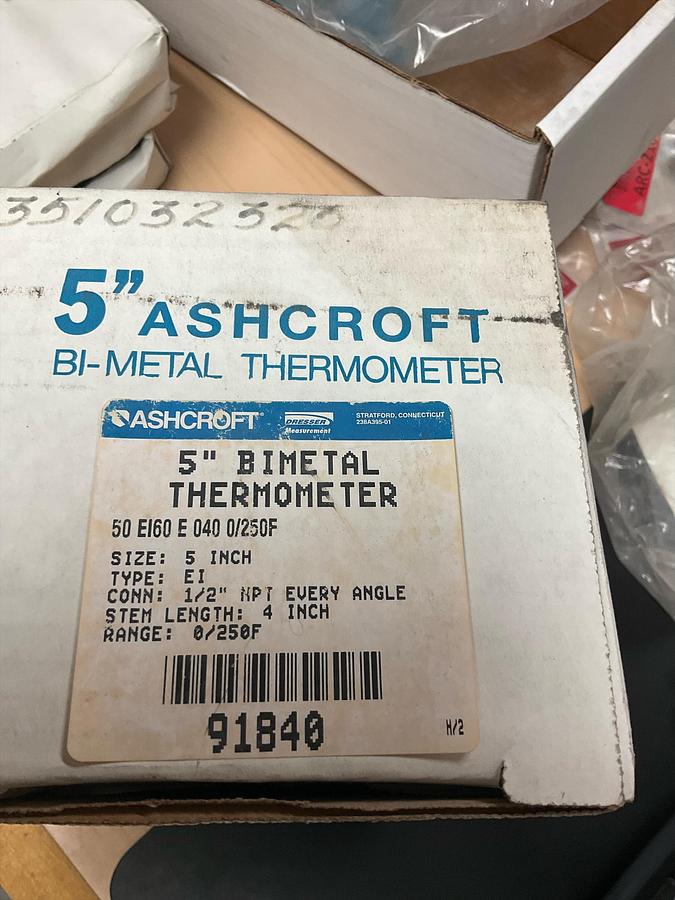 ARC-
351032320
5" ASHCROFT
BI-METAL THERMOMETER
ASHCROFT
DRESSER
Measurement
STRATFORD, CONNECTICUT
238A395-01
5" BIMETAL
THERMOMETER
50 EI60 E 040 0/250F
SIZE: 5 INCH
TYPE: EI
CONN: 1/2" NPT EVERY ANGLE
STEM LENGTH: 4 INCH
RANGE: 0/250F
91840
H/2